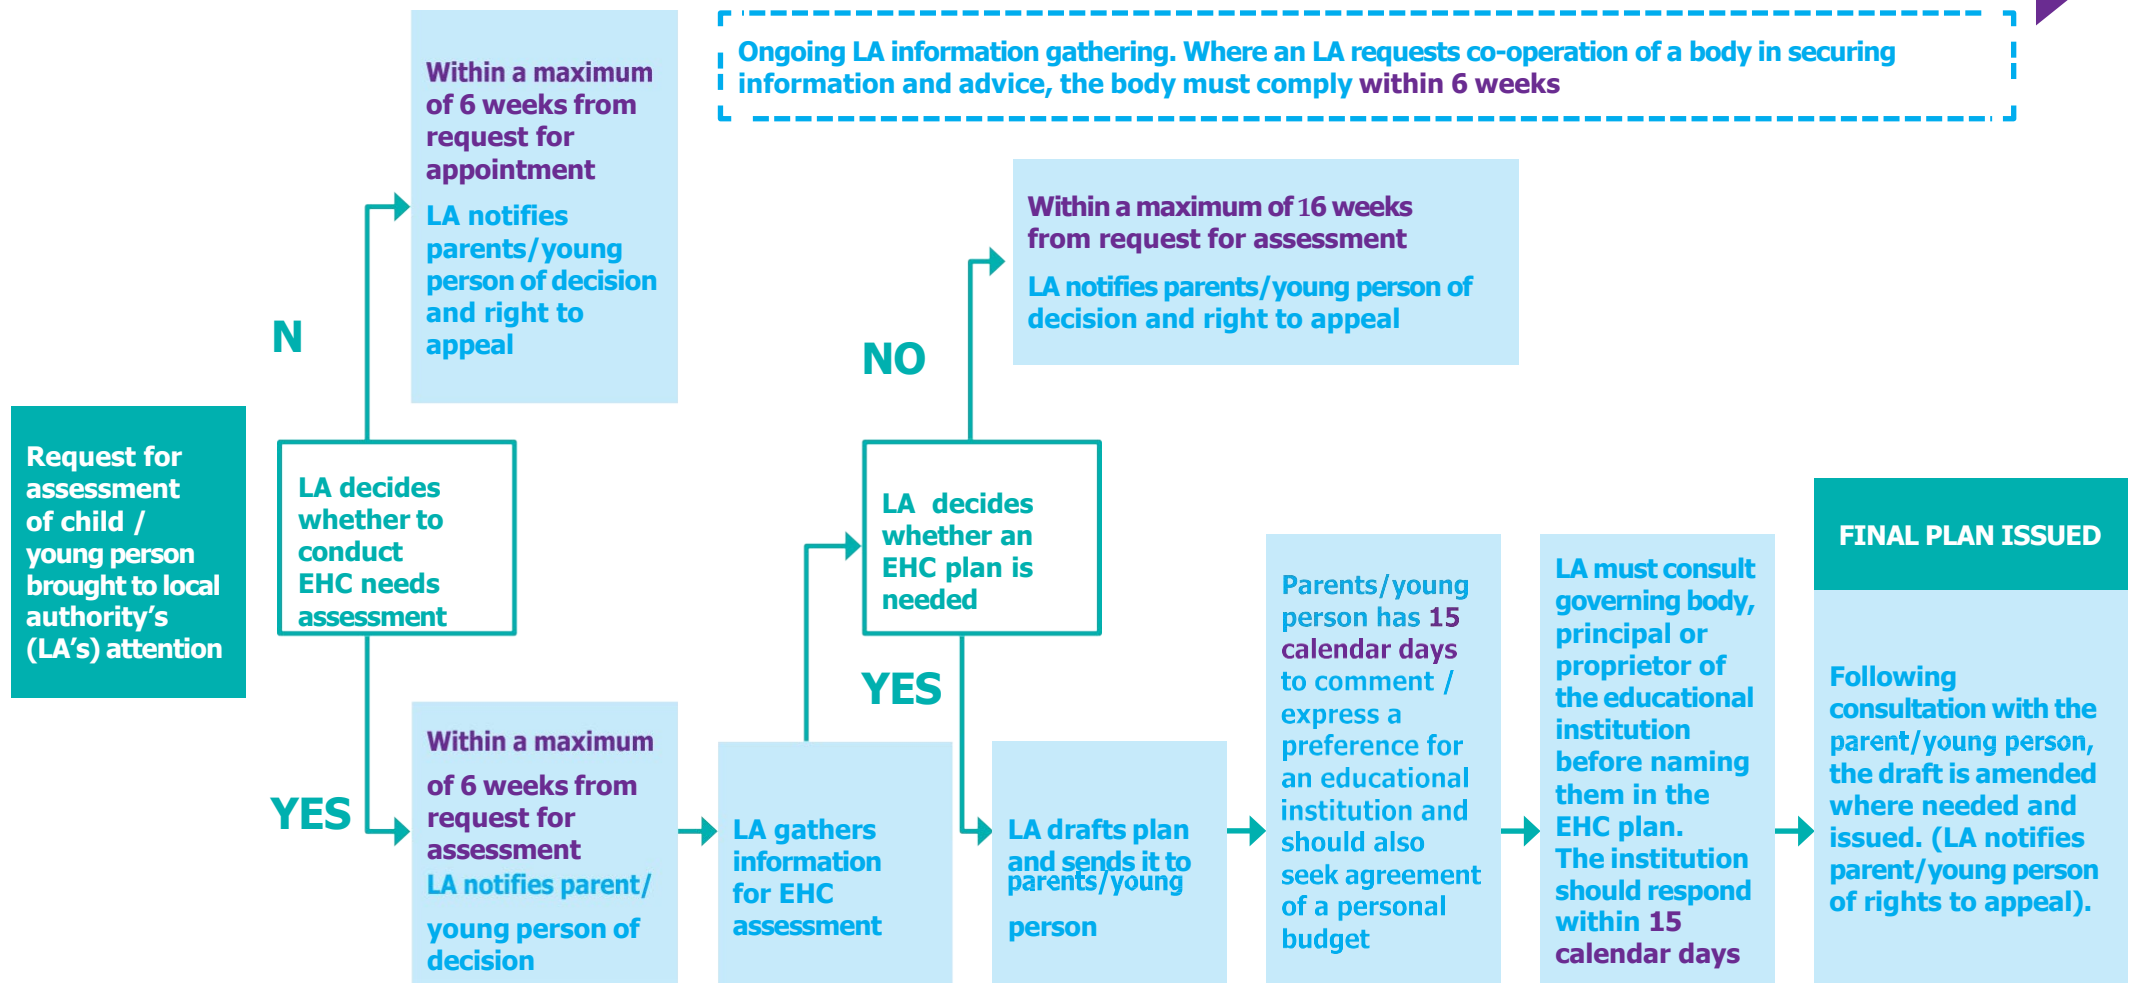 Within a maximum
of 6 weeks from
request for
appointment
LA notifies
parents/young
person of decision
and right to
appeal
Ongoing LA information gathering. Where an LA requests co-operation of a body in securing
information and advice, the body must comply within 6 weeks
Within a maximum of 16 weeks
from request for assessment
LA notifies parents/young person of
decision and right to appeal
N
NO
Request for
assessment
of child /
young person
brought to local
authority’s
(LA’s) attention
LA decides
whether to
conduct
EHC needs
assessment
LA decides
whether an
EHC plan is
needed
YES
YES
Within a maximum
of 6 weeks from
request for
assessment
LA notifies parent/
young person of
decision
LA gathers
information
for EHC
assessment
LA drafts plan
and sends it to
parents/young
person
Parents/young
person has 15
calendar days
to comment /
express a
preference for
an educational
institution and
should also
seek agreement
of a personal
budget
LA must consult
governing body,
principal or
proprietor of
the educational
institution
before naming
them in the
EHC plan.
The institution
should respond
within 15
calendar days
FINAL PLAN ISSUED
Following
consultation with the
parent/young person,
the draft is amended
where needed and
issued. (LA notifies
parent/young person
of rights to appeal).